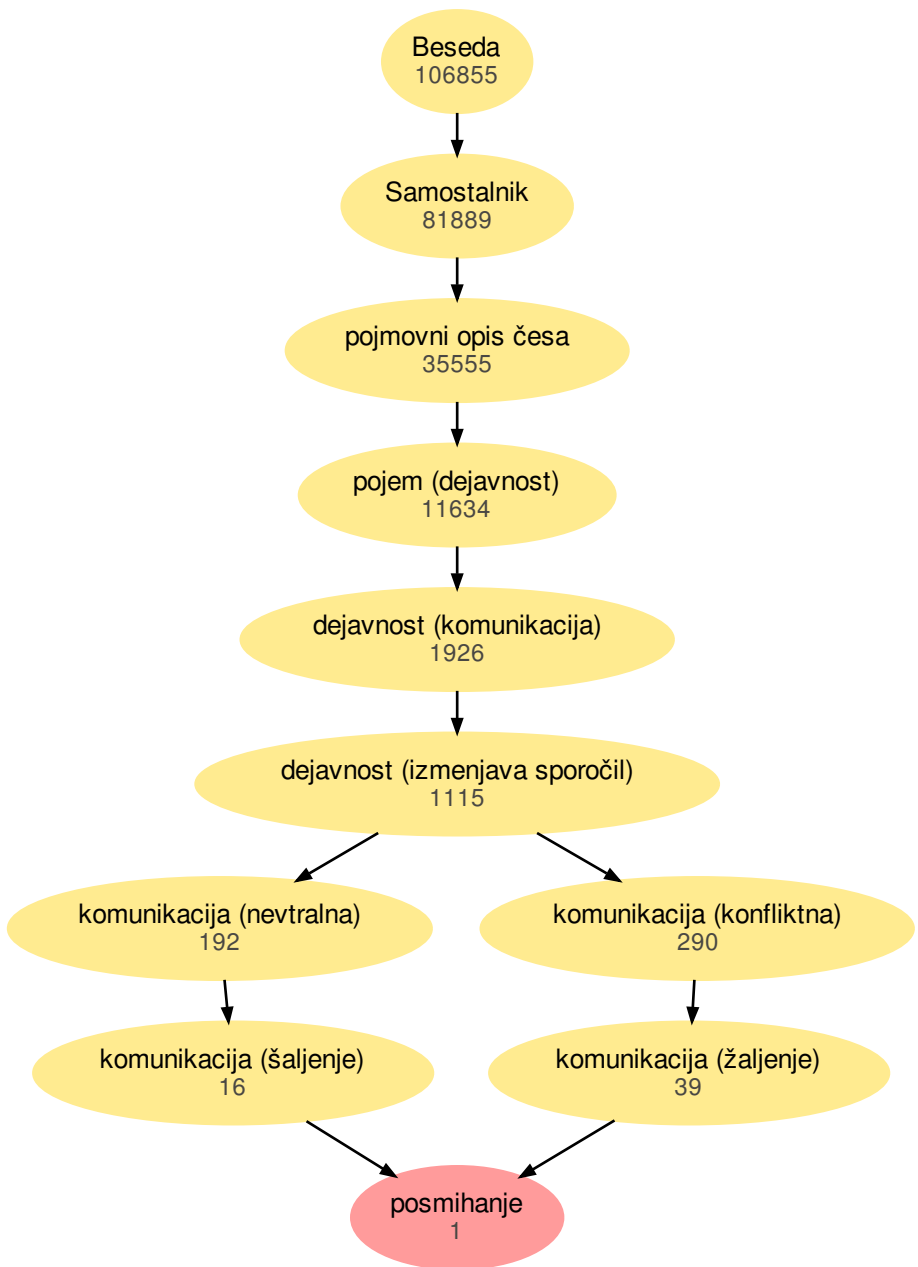 Beseda
106855
Samostalnik
81889
pojmovni opis česa
35555
pojem (dejavnost)
11634
dejavnost (komunikacija)
1926
dejavnost (izmenjava sporočil)
1115
komunikacija (nevtralna)
192
komunikacija (konfliktna)
290
komunikacija (šaljenje)
16
komunikacija (žaljenje)
39
posmihanje
1